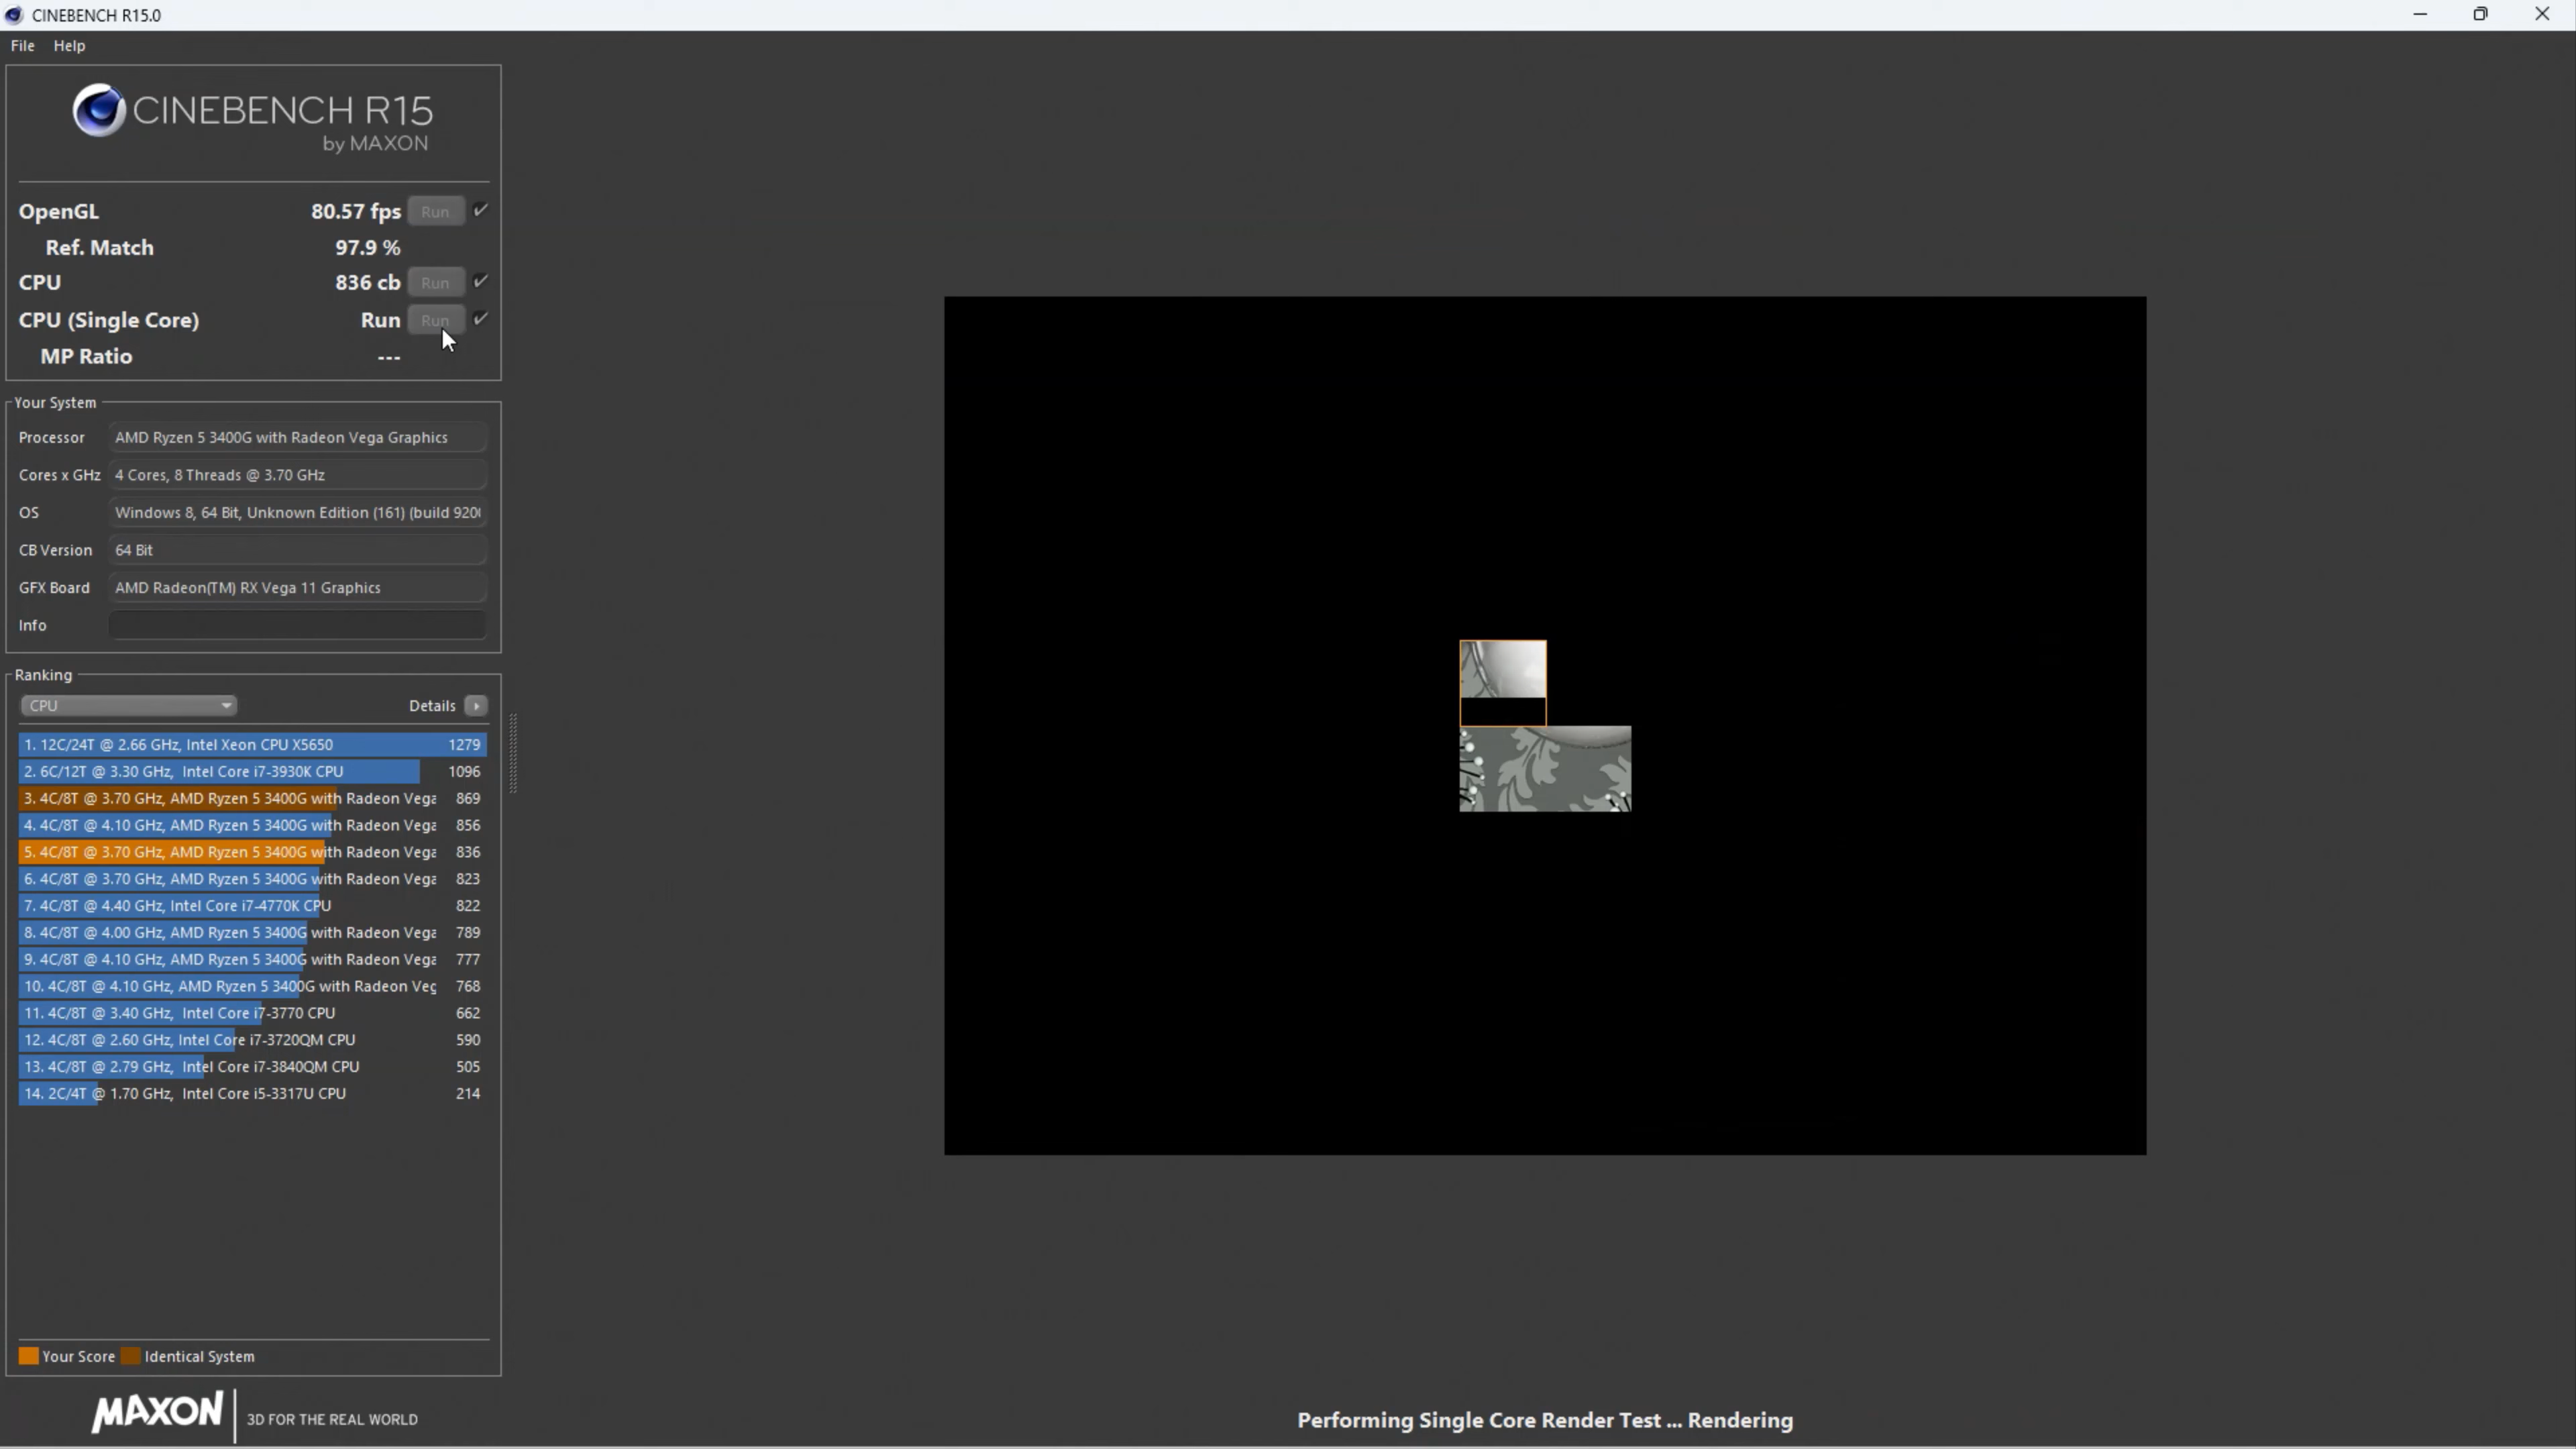 CINEBENCH R15.0
File Help
CINEBENCH R15
by MAXON
OpenGL 80.57 fps Run
Ref. Match 97.9 %
CPU 836 cb Run
CPU (Single Core) Run Run
MP Ratio ---
Your System
Processor AMD Ryzen 5 3400G with Radeon Vega Graphics
Cores x GHz 4 Cores, 8 Threads @ 3.70 GHz
OS Windows 8, 64 Bit, Unknown Edition (161) (build 920
CB Version 64 Bit
GFX Board AMD Radeon(TM) RX Vega 11 Graphics
Info
Ranking
CPU Details
1. 12C/24T @ 2.66 GHz, Intel Xeon CPU X5650 1279
2. 6C/12T @ 3.30 GHz, Intel Core i7-3930K CPU 1096
3. 4C/8T @ 3.70 GHz, AMD Ryzen 5 3400G with Radeon Vega 869
4. 4C/8T @ 4.10 GHz, AMD Ryzen 5 3400G with Radeon Vega 856
5. 4C/8T @ 3.70 GHz, AMD Ryzen 5 3400G with Radeon Vega 836
6. 4C/8T @ 3.70 GHz, AMD Ryzen 5 3400G with Radeon Vega 823
7. 4C/8T @ 4.40 GHz, Intel Core i7-4770K CPU 822
8. 4C/8T @ 4.00 GHz, AMD Ryzen 5 3400G with Radeon Vega 789
9. 4C/8T @ 4.10 GHz, AMD Ryzen 5 3400G with Radeon Vega 777
10. 4C/8T @ 4.10 GHz, AMD Ryzen 5 3400G with Radeon Veg 768
11. 4C/8T @ 3.40 GHz, Intel Core i7-3770 CPU 662
12. 4C/8T @ 2.60 GHz, Intel Core i7-3720QM CPU 590
13. 4C/8T @ 2.79 GHz, Intel Core i7-3840QM CPU 505
14. 2C/4T @ 1.70 GHz, Intel Core i5-3317U CPU 214
Your Score Identical System
MAXON 3D FOR THE REAL WORLD
Performing Single Core Render Test ... Rendering